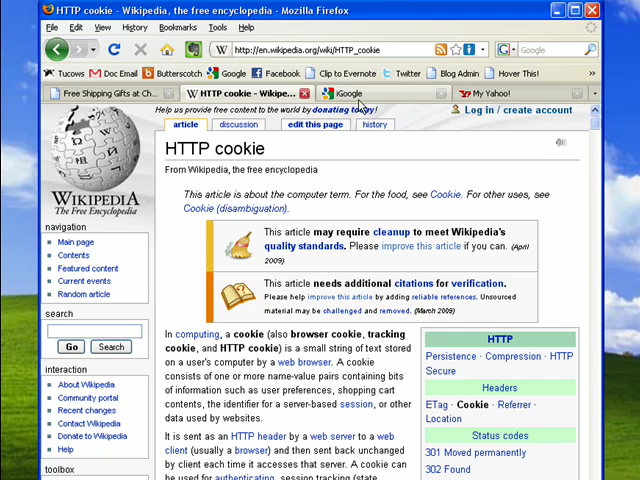 HTTP cookie - Wikipedia, the free encyclopedia - Mozilla Firefox
File Edit View History Bookmarks Tools Help
http://en.wikipedia.org/wiki/HTTP_cookie
Google
Tucows Doc Email Butterscotch Google Facebook Clip to Evernote Twitter Blog Admin Hover This!
Free Shipping Gifts at Ch... HTTP cookie - Wikipe... iGoogle My Yahoo!
Help us provide free content to the world by donating today!
Log in / create account
article discussion edit this page history
HTTP cookie
From Wikipedia, the free encyclopedia
This article is about the computer term. For the food, see Cookie. For other uses, see
Cookie (disambiguation).
This article may require cleanup to meet Wikipedia's
quality standards. Please improve this article if you can. (April
2009)
This article needs additional citations for verification.
Please help improve this article by adding reliable references. Unsourced
material may be challenged and removed. (March 2009)
In computing, a cookie (also browser cookie, tracking
cookie, and HTTP cookie) is a small string of text stored
on a user's computer by a web browser. A cookie
consists of one or more name-value pairs containing bits
of information such as user preferences, shopping cart
contents, the identifier for a server-based session, or other
data used by websites.
It is sent as an HTTP header by a web server to a web
client (usually a browser) and then sent back unchanged
by client each time it accesses that server. A cookie can
be used for authenticating, session tracking (state
HTTP
Persistence · Compression · HTTP
Secure
Headers
ETag · Cookie · Referrer ·
Location
Status codes
301 Moved permanently
302 Found
WIKIPEDIA
The Free Encyclopedia
navigation
Main page
Contents
Featured content
Current events
Random article
search
Go Search
interaction
About Wikipedia
Community portal
Recent changes
Contact Wikipedia
Donate to Wikipedia
Help
toolbox